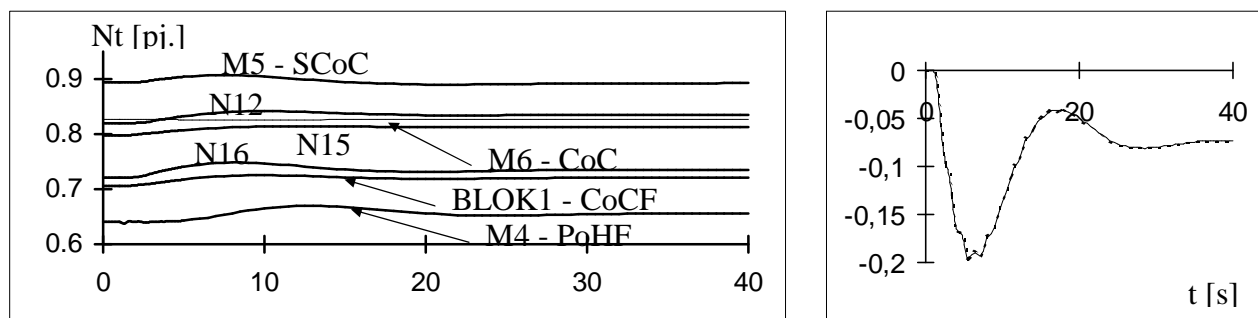 Nt [pj.]
0.9
0.8
0.7
0.6
M5 - SCoC
N12
N15
N16
M6 - CoC
BLOK1 - CoCF
M4 - PoHF
0 10 20 30 40
0
-0,05
-0,1
-0,15
-0,2
0 20 40
t [s]